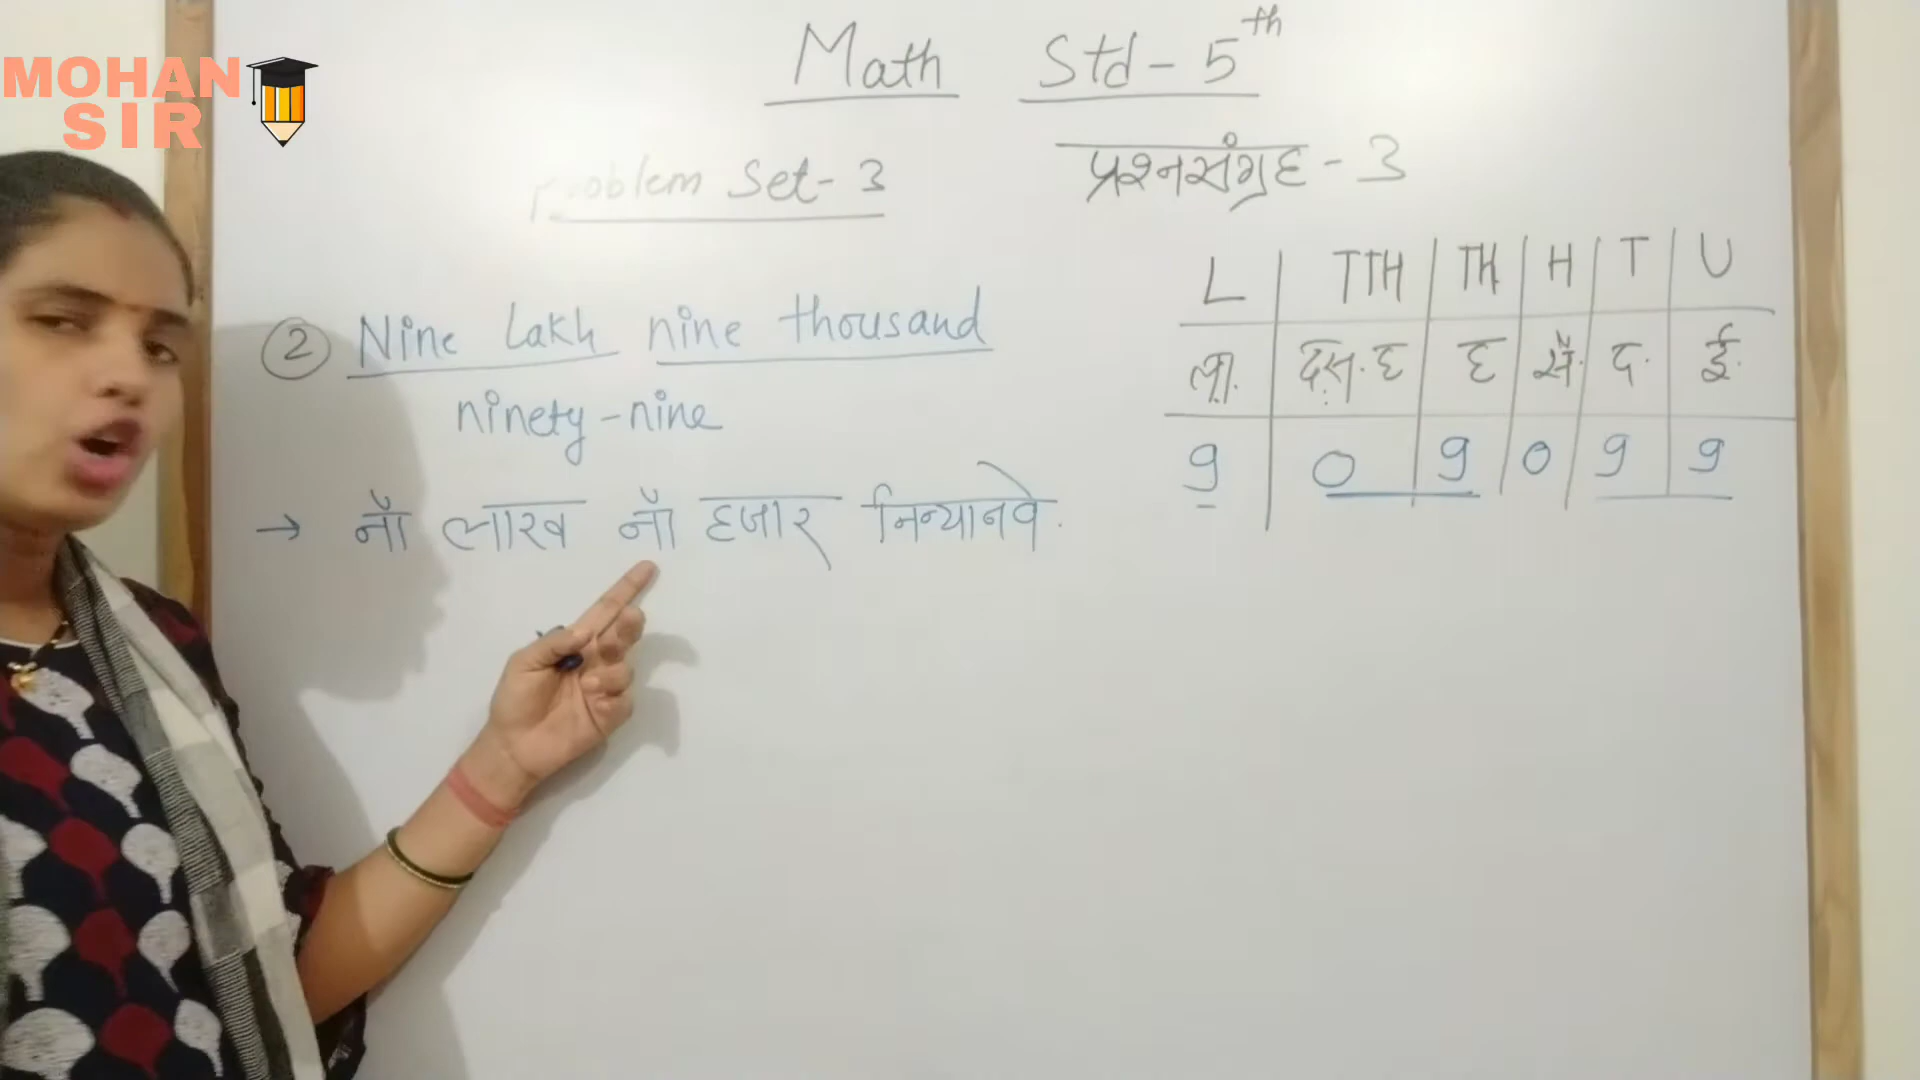 MOHAN
SIR
Math Std - 5th
Problem Set - 3
प्रश्नसंग्रह - 3
② Nine Lakh nine thousand
ninety - nine
→ नॉ लाख नॉ हजार निन्यानवे.
L TTH TH H T U
ला. दस.ह ह सॅ. द. ई.
9 0 9 0 9 9